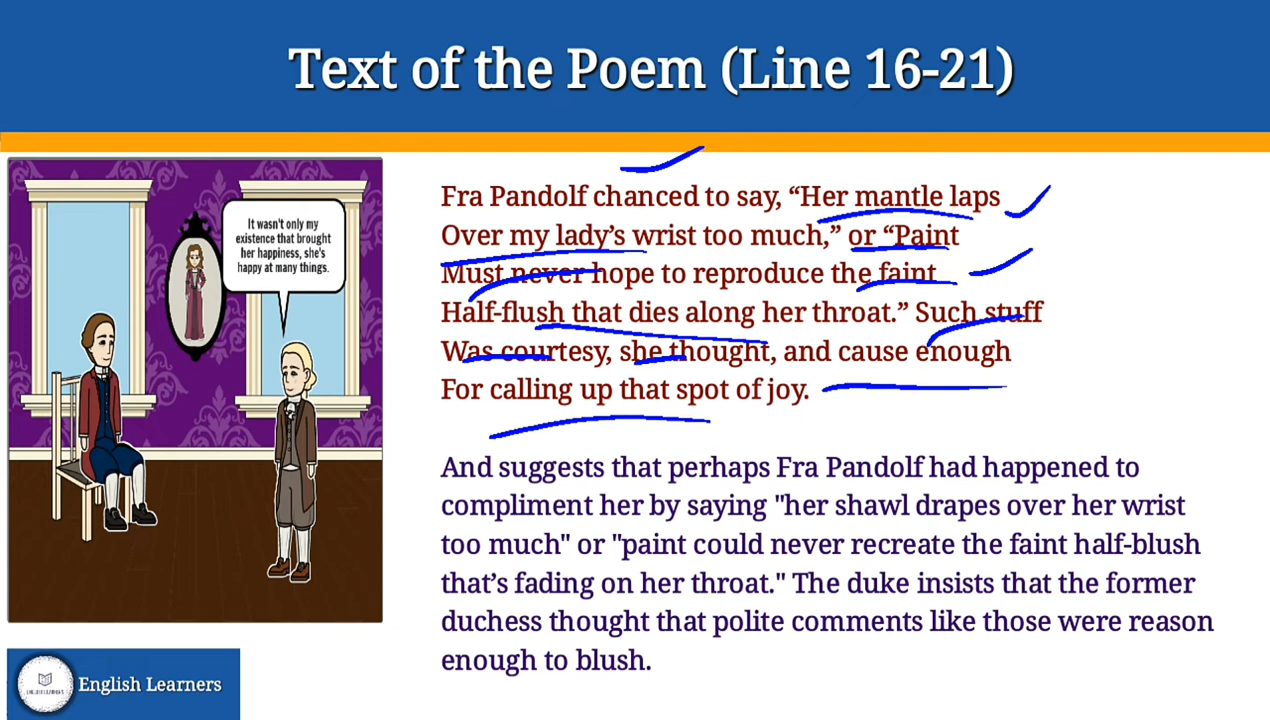 Text of the Poem (Line 16-21)
It wasn't only my
existence that brought
her happiness, she's
happy at many things.
Fra Pandolf chanced to say, “Her mantle laps
Over my lady’s wrist too much,” or “Paint
Must never hope to reproduce the faint
Half-flush that dies along her throat.” Such stuff
Was courtesy, she thought, and cause enough
For calling up that spot of joy.
And suggests that perhaps Fra Pandolf had happened to
compliment her by saying "her shawl drapes over her wrist
too much" or "paint could never recreate the faint half-blush
that’s fading on her throat." The duke insists that the former
duchess thought that polite comments like those were reason
enough to blush.
English Learners